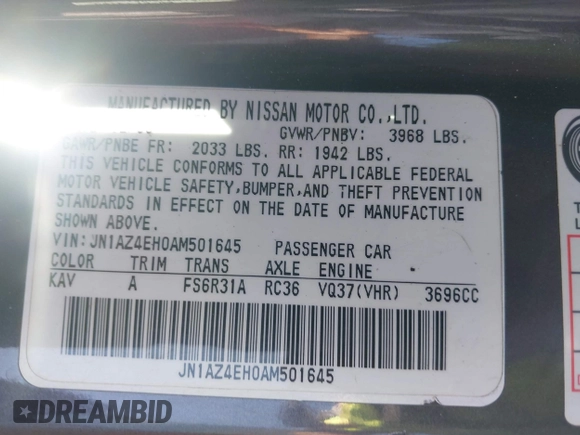 MANUFACTURED BY NISSAN MOTOR CO.,LTD.
GVWR/PNBV: 3968 LBS.
GAWR/PNBE FR: 2033 LBS. RR: 1942 LBS.
THIS VEHICLE CONFORMS TO ALL APPLICABLE FEDERAL
MOTOR VEHICLE SAFETY,BUMPER,AND THEFT PREVENTION
STANDARDS IN EFFECT ON THE DATE OF MANUFACTURE
SHOWN ABOVE.
VIN:JN1AZ4EH0AM501645 PASSENGER CAR
COLOR TRIM TRANS AXLE ENGINE
KAV A FS6R31A RC36 VQ37(VHR) 3696CC
JN1AZ4EH0AM501645
DREAMBID